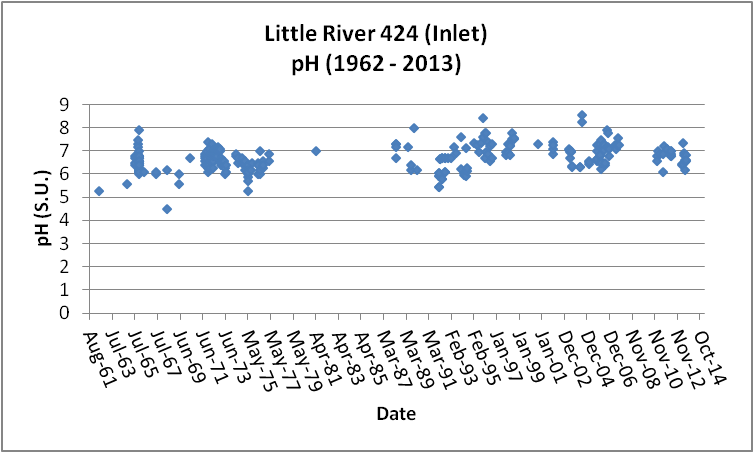 Little River 424 (Inlet)
pH (1962 - 2013)
pH (S.U.)
9
8
7
6
5
4
3
2
1
0
Aug-61
Jul-63
Jul-65
Jul-67
Jun-69
Jun-71
Jun-73
May-75
May-77
May-79
Apr-81
Apr-83
Apr-85
Mar-87
Mar-89
Mar-91
Feb-93
Feb-95
Jan-97
Jan-99
Jan-01
Dec-02
Dec-04
Dec-06
Nov-08
Nov-10
Nov-12
Oct-14
Date